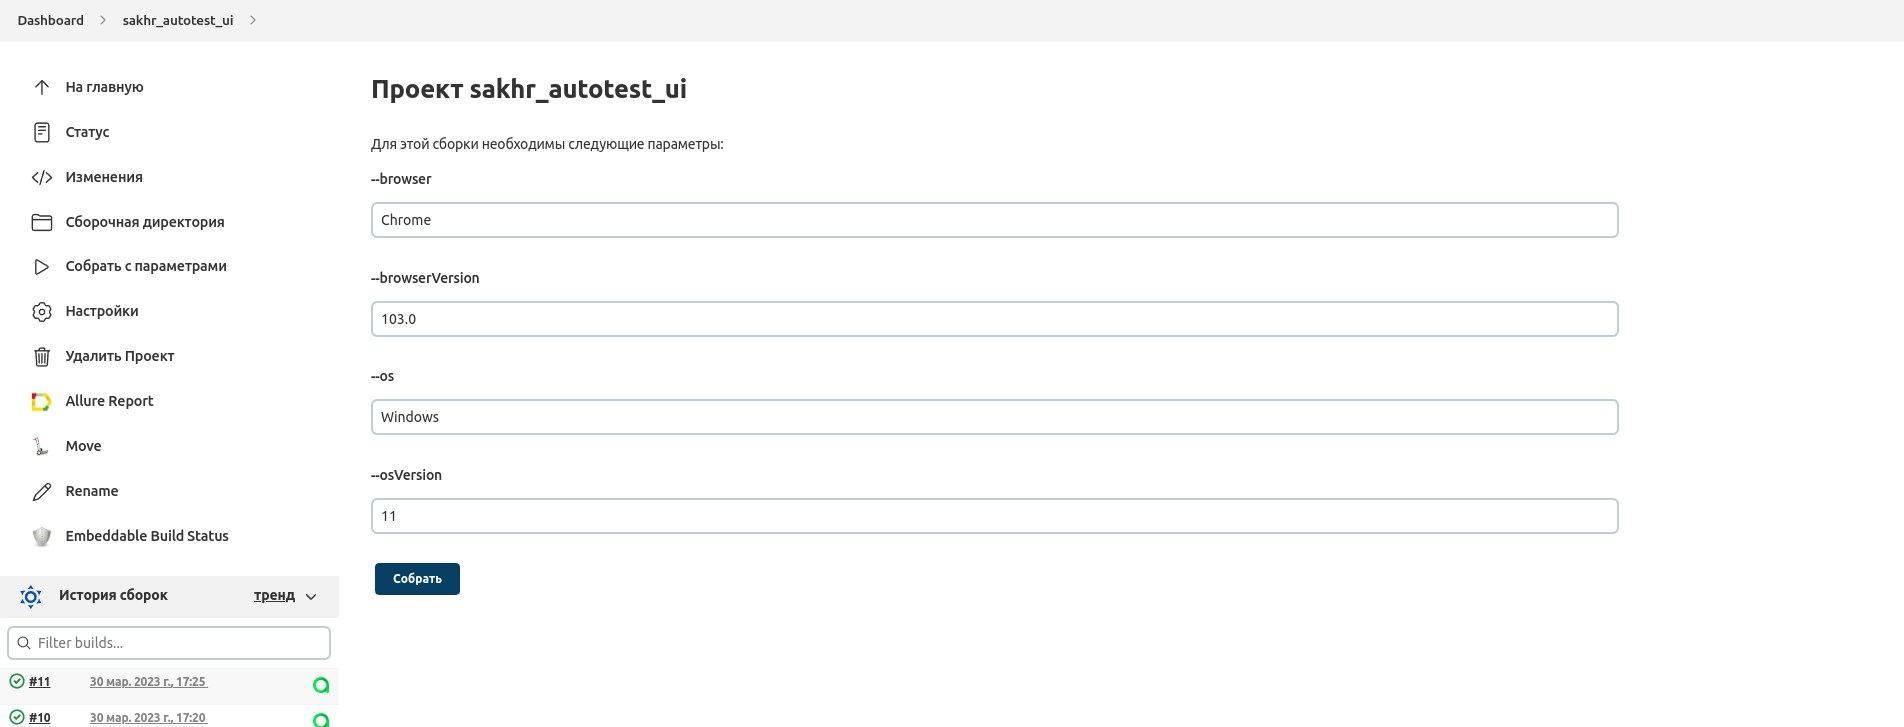 Dashboard sakhr_autotest_ui
На главную
Статус
Изменения
Сборочная директория
Собрать с параметрами
Настройки
Удалить Проект
Allure Report
Move
Rename
Embeddable Build Status
История сборок тренд
Filter builds...
#11 30 мар. 2023 г., 17:25
#10 30 мар. 2023 г., 17:20
Проект sakhr_autotest_ui
Для этой сборки необходимы следующие параметры:
--browser
Chrome
--browserVersion
103.0
--os
Windows
--osVersion
11
Собрать